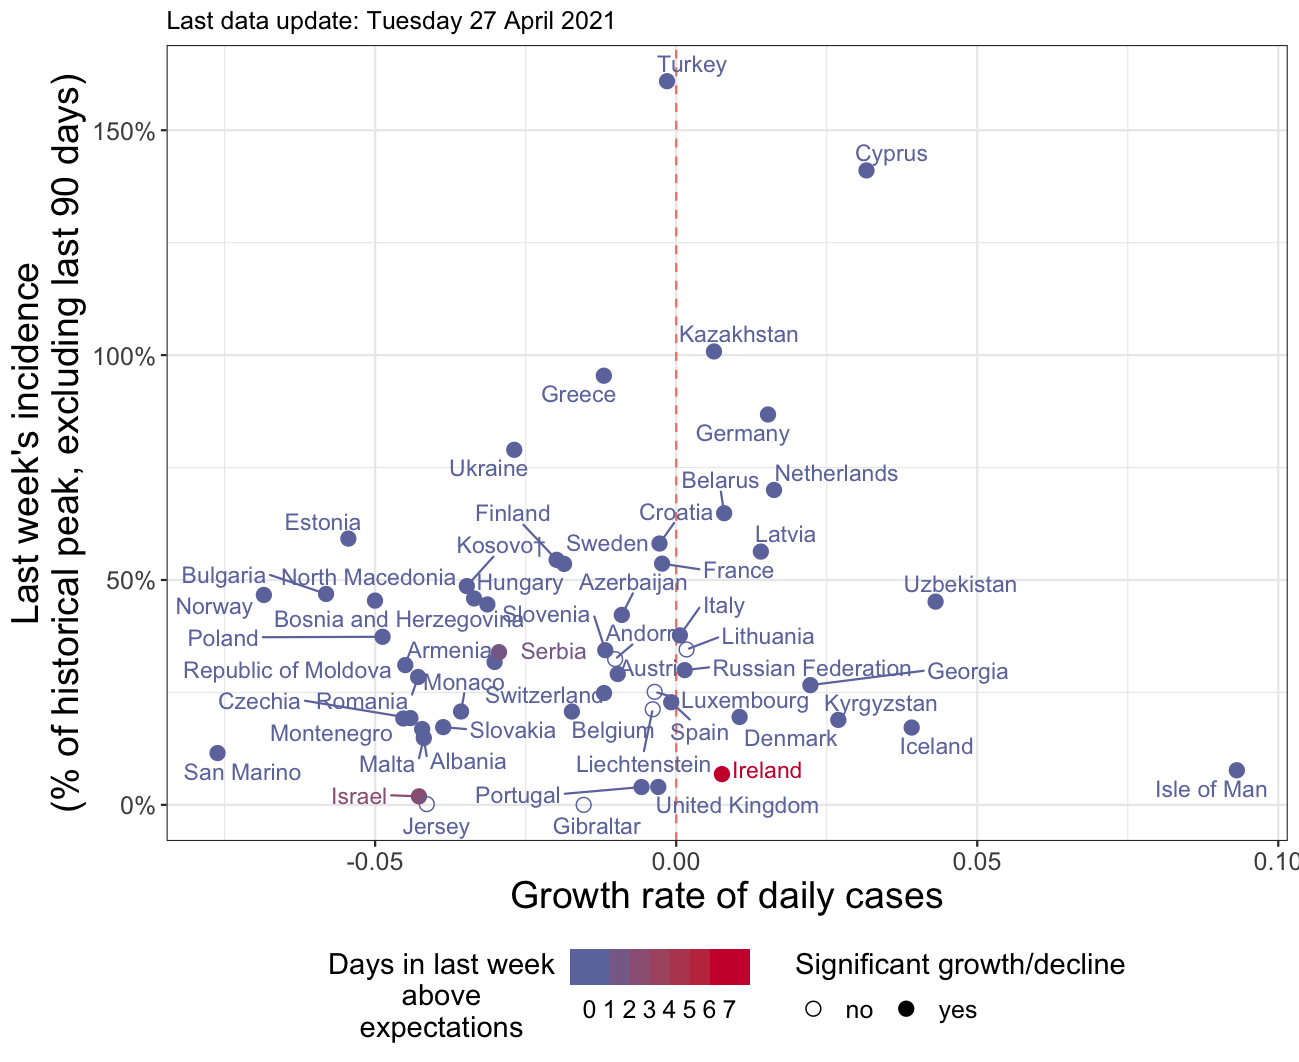 Last data update: Tuesday 27 April 2021
Last week's incidence
(% of historical peak, excluding last 90 days)
150%
100%
50%
0%
Turkey
Cyprus
Kazakhstan
Greece
Germany
Ukraine
Netherlands
Belarus
Finland
Croatia
Estonia
Latvia
Kosovo†
Sweden
France
Bulgaria
North Macedonia
Hungary
Azerbaijan
Uzbekistan
Norway
Bosnia and Herzegovina
Slovenia
Italy
Poland
Andorra
Lithuania
Armenia
Serbia
Republic of Moldova
Austria
Russian Federation
Georgia
Monaco
Czechia
Romania
Switzerland
Luxembourg
Kyrgyzstan
Montenegro
Slovakia
Belgium
Spain
Denmark
Iceland
Malta
Albania
Liechtenstein
San Marino
Ireland
Isle of Man
Israel
Portugal
United Kingdom
Jersey
Gibraltar
-0.05
0.00
0.05
0.10
Growth rate of daily cases
Days in last week
above
expectations
0 1 2 3 4 5 6 7
Significant growth/decline
no
yes